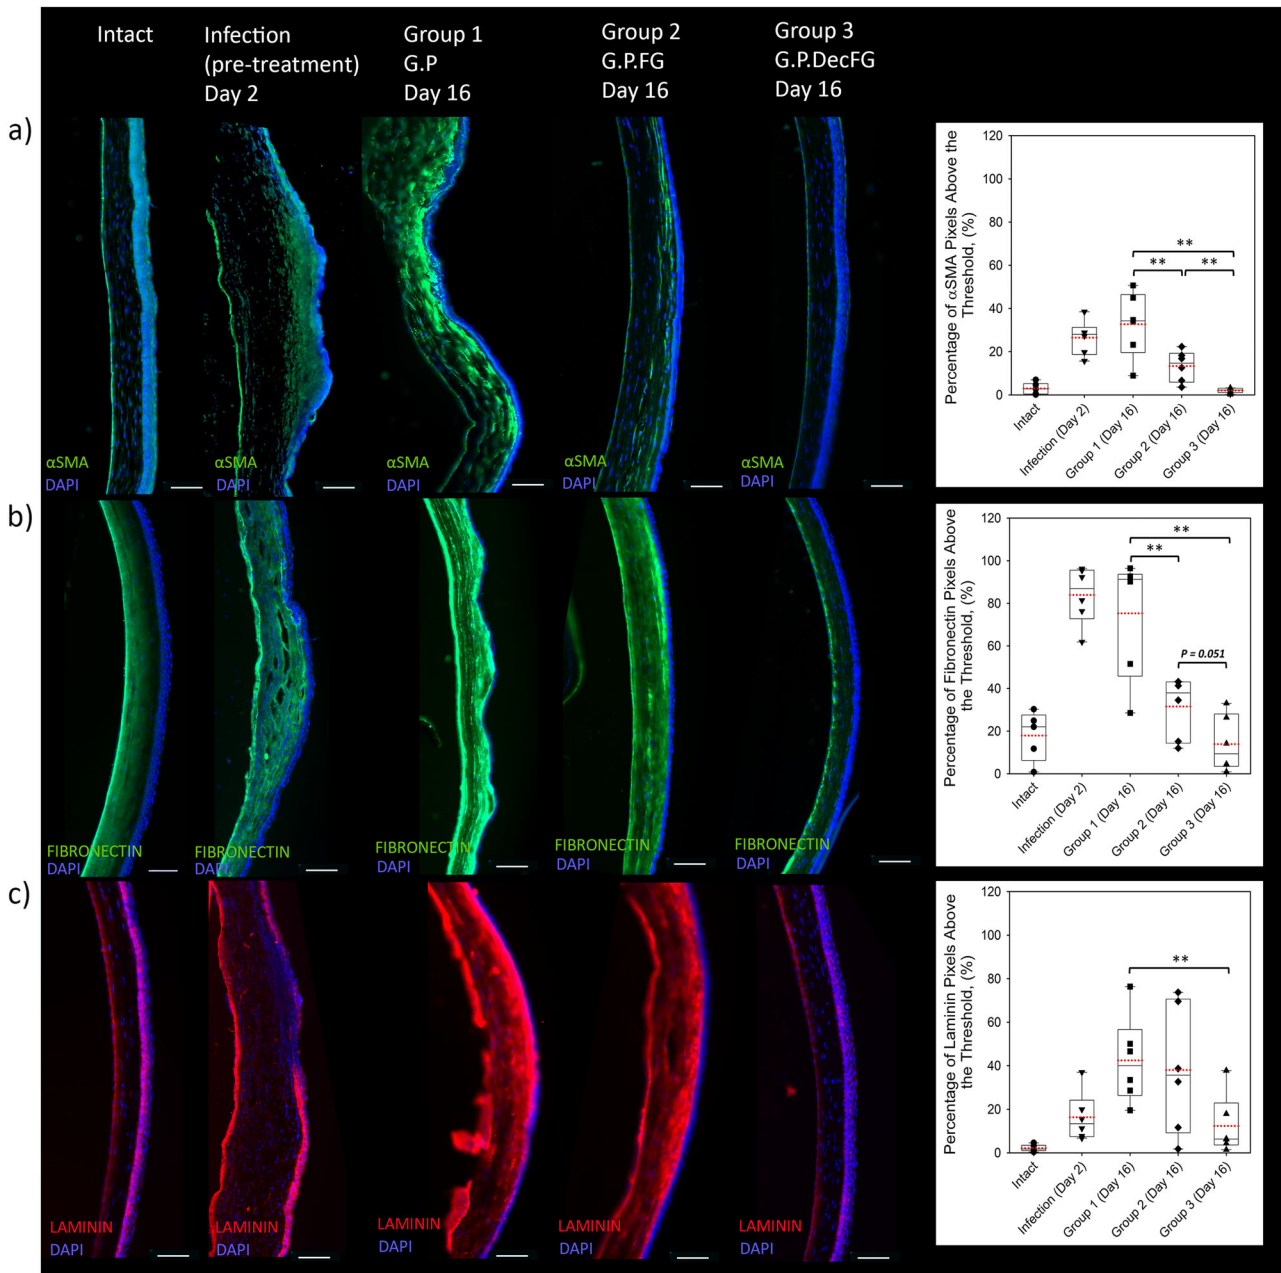 Intact
Infection
(pre-treatment)
Day 2
Group 1
G.P
Day 16
Group 2
G.P.FG
Day 16
Group 3
G.P.DecFG
Day 16
a)
αSMA
DAPI
αSMA
DAPI
αSMA
DAPI
αSMA
DAPI
αSMA
DAPI
Percentage of αSMA Pixels Above the
Threshold, (%)
120
100
80
60
40
20
0
**
** **
Intact
Infection (Day 2)
Group 1 (Day 16)
Group 2 (Day 16)
Group 3 (Day 16)
b)
FIBRONECTIN
DAPI
FIBRONECTIN
DAPI
FIBRONECTIN
DAPI
FIBRONECTIN
DAPI
FIBRONECTIN
DAPI
Percentage of Fibronectin Pixels Above
the Threshold, (%)
120
100
80
60
40
20
0
**
**
P = 0.051
Intact
Infection (Day 2)
Group 1 (Day 16)
Group 2 (Day 16)
Group 3 (Day 16)
c)
LAMININ
DAPI
LAMININ
DAPI
LAMININ
DAPI
LAMININ
DAPI
LAMININ
DAPI
Percentage of Laminin Pixels Above
the Threshold, (%)
120
100
80
60
40
20
0
**
Intact
Infection (Day 2)
Group 1 (Day 16)
Group 2 (Day 16)
Group 3 (Day 16)